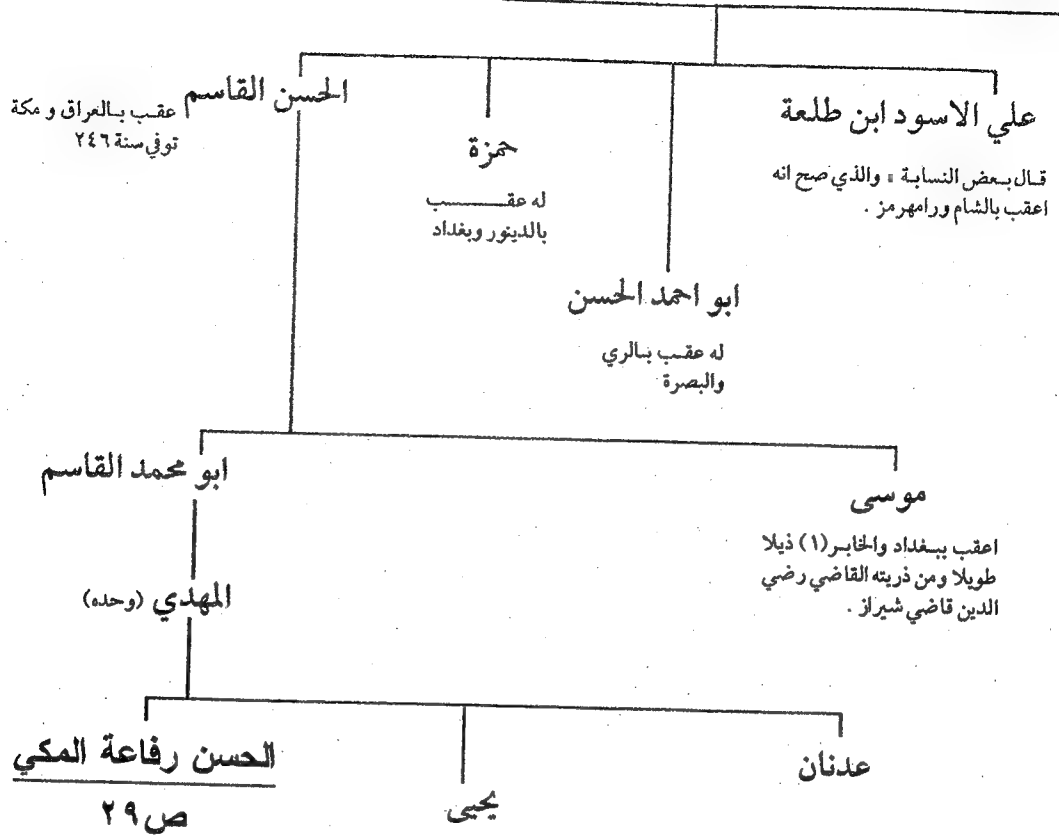 علي الاسود ابن طلعة
قال بعض النسابة : والذي صح انه
اعقب بالشام ورامهرمز .
ابو احمد الحسن
له عقب بالري
والبصرة
حمزة
له عقب
بالدينور وبغداد
الحسن القاسم
عقب بالعراق و مكة
توفي سنة ٢٤٦
موسى
اعقب ببغداد والخابر (١) ذيلا
طويلا ومن ذريته القاضي رضي
الدين قاضي شيراز .
ابو محمد القاسم
المهدي (وحده)
عدنان
يحيى
الحسن رفاعة المكي
ص ٢٩